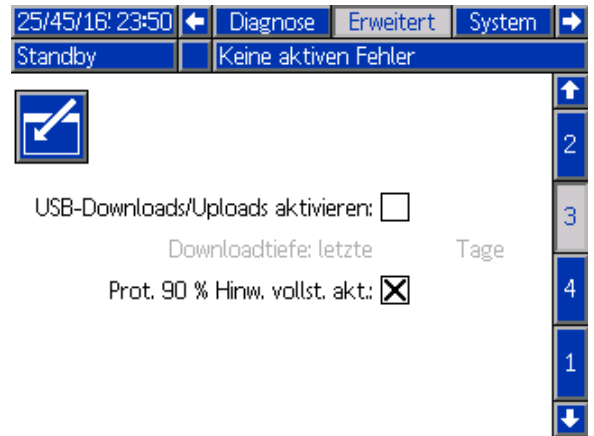 25/45/16 23:50 Diagnose Erweitert System
Standby Keine aktiven Fehler
2
USB-Downloads/Uploads aktivieren:
3
Downloadtiefe: letzte Tage
Prot. 90 % Hinw. vollst. akt.:
4
1